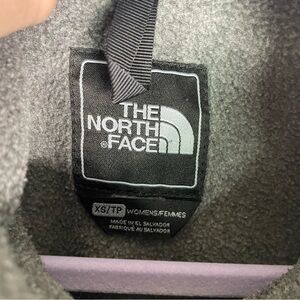 THE
NORTH
®FACE
XS/TP WOMENS/FEMMES
MADE IN EL SALVADOR
FABRIQUÉ AU SALVADOR